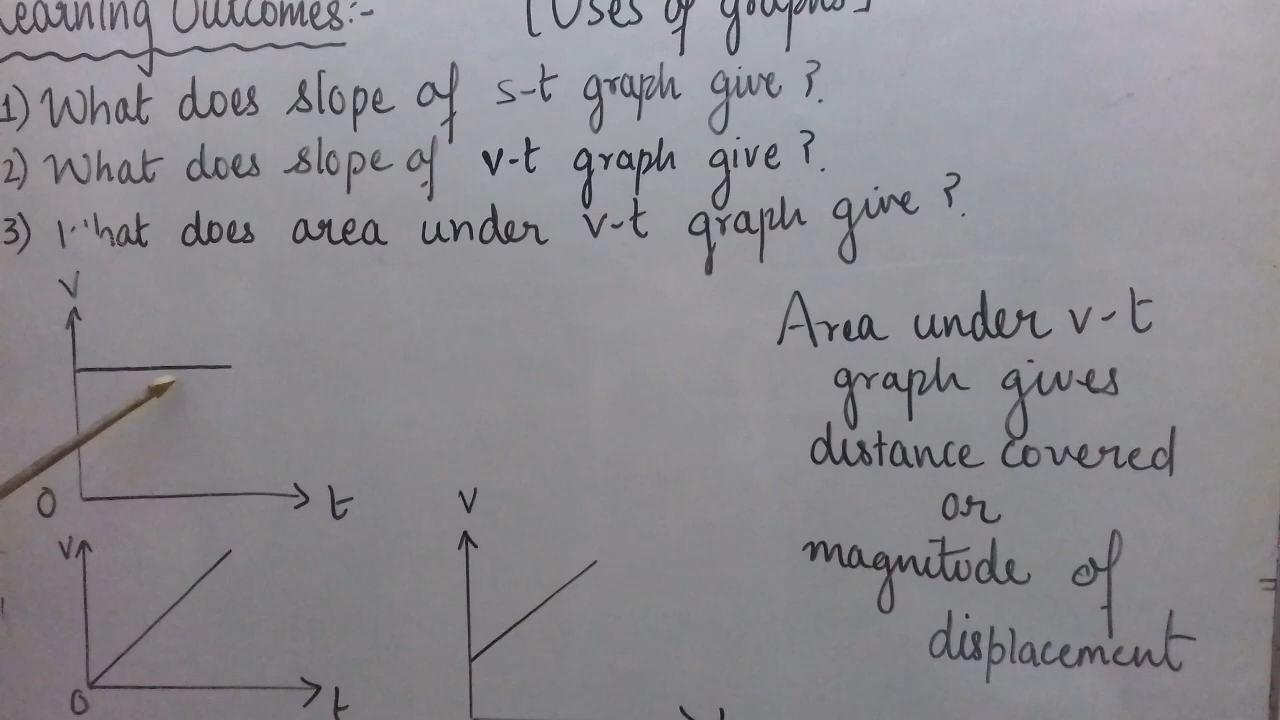 Learning Outcomes:- [Uses of graphs]
1) What does slope of s-t graph give ?
2) What does slope of v-t graph give ?
3) What does area under v-t graph give ?
V
O
t
Area under v-t
graph gives
distance covered
or
magnitude of
displacement
V
O
t
V